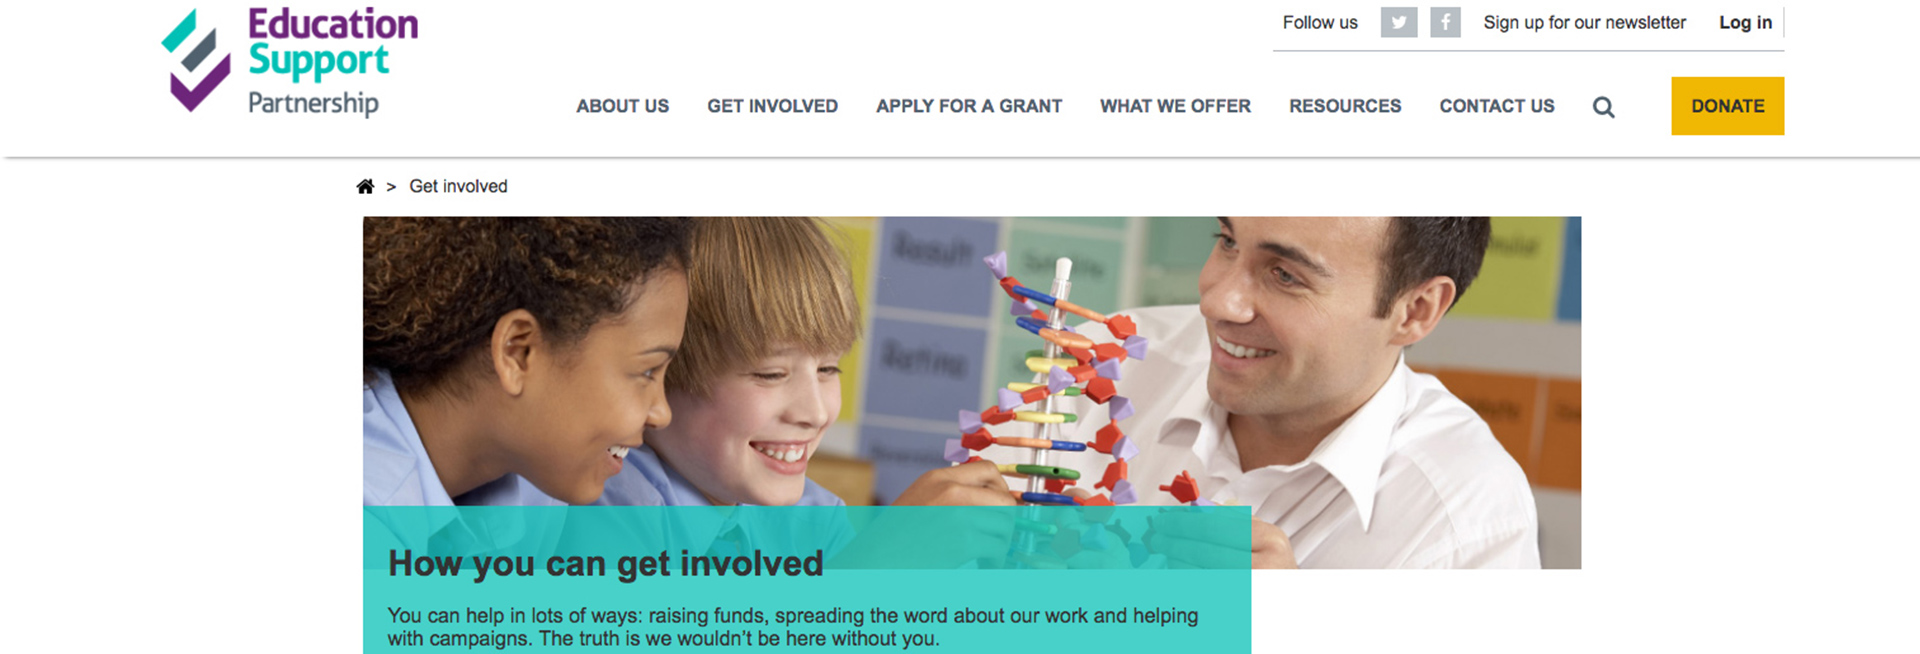 Education
Support
Partnership
Follow us
Sign up for our newsletter
Log in
ABOUT US
GET INVOLVED
APPLY FOR A GRANT
WHAT WE OFFER
RESOURCES
CONTACT US
DONATE
> Get involved
Result
How you can get involved
You can help in lots of ways: raising funds, spreading the word about our work and helping
with campaigns. The truth is we wouldn't be here without you.